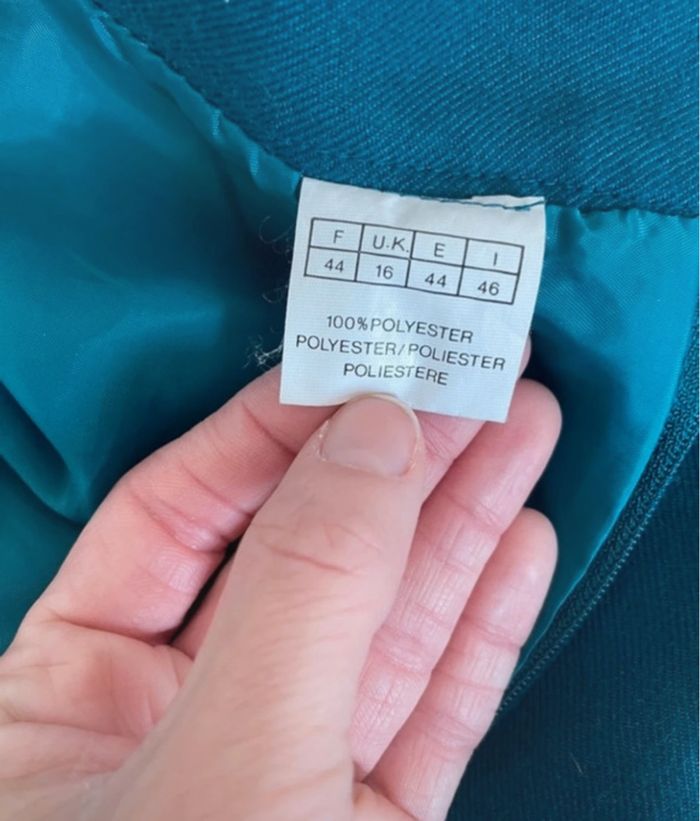 F U.K. E I
44 16 44 46
100%POLYESTER
POLYESTER/POLIESTER
POLIESTERE